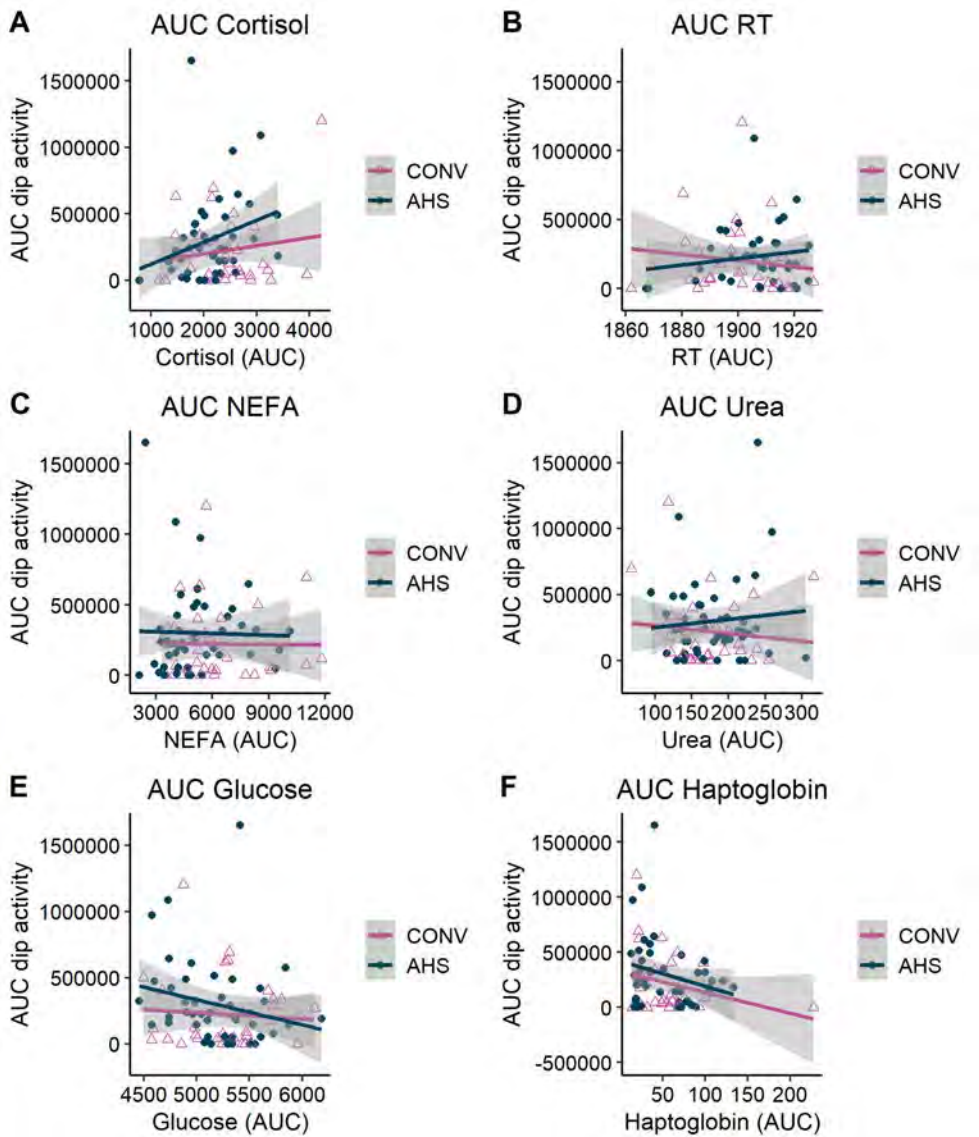 A
AUC Cortisol
AUC dip activity
1500000
1000000
500000
0
1000 2000 3000 4000
Cortisol (AUC)
CONV
AHS
B
AUC RT
AUC dip activity
1500000
1000000
500000
0
1860 1880 1900 1920
RT (AUC)
CONV
AHS
C
AUC NEFA
AUC dip activity
1500000
1000000
500000
0
3000 6000 9000 12000
NEFA (AUC)
CONV
AHS
D
AUC Urea
AUC dip activity
1500000
1000000
500000
0
100 150 200 250 300
Urea (AUC)
CONV
AHS
E
AUC Glucose
AUC dip activity
1500000
1000000
500000
0
4500 5000 5500 6000
Glucose (AUC)
CONV
AHS
F
AUC Haptoglobin
AUC dip activity
1500000
1000000
500000
0
-500000
50 100 150 200
Haptoglobin (AUC)
CONV
AHS